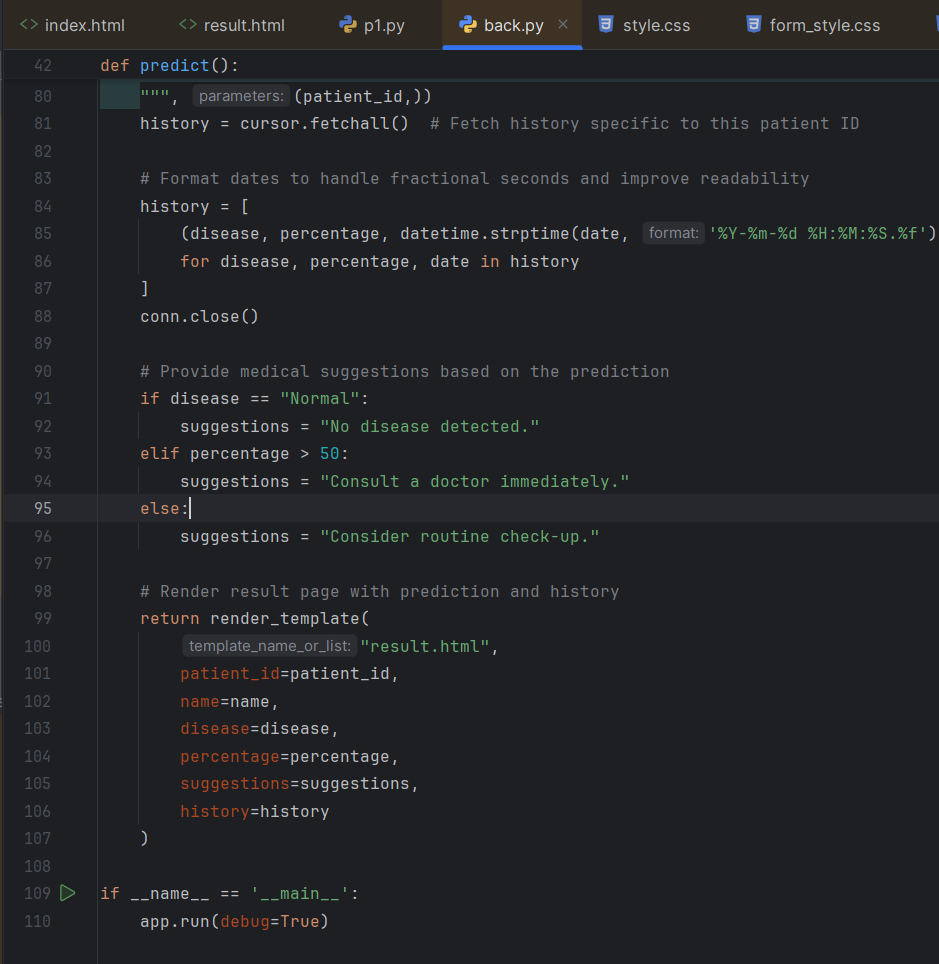 index.html result.html p1.py back.py style.css form_style.css
42 def predict():
80 """, parameters: (patient_id,))
81 history = cursor.fetchall()  # Fetch history specific to this patient ID
82
83 # Format dates to handle fractional seconds and improve readability
84 history = [
85 (disease, percentage, datetime.strptime(date, format: '%Y-%m-%d %H:%M:%S.%f')
86 for disease, percentage, date in history
87 ]
88 conn.close()
89
90 # Provide medical suggestions based on the prediction
91 if disease == "Normal":
92 suggestions = "No disease detected."
93 elif percentage > 50:
94 suggestions = "Consult a doctor immediately."
95 else:
96 suggestions = "Consider routine check-up."
97
98 # Render result page with prediction and history
99 return render_template(
100 template_name_or_list: "result.html",
101 patient_id=patient_id,
102 name=name,
103 disease=disease,
104 percentage=percentage,
105 suggestions=suggestions,
106 history=history
107 )
108
109 if __name__ == '__main__':
110 app.run(debug=True)